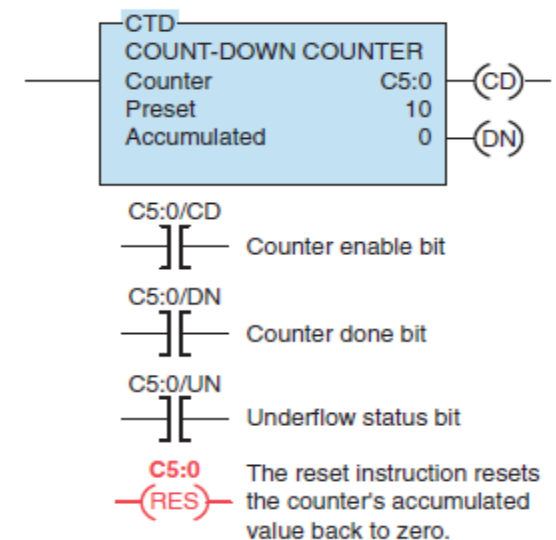 CTD
COUNT-DOWN COUNTER
Counter C5:0 CD
Preset 10
Accumulated 0 DN
C5:0/CD
Counter enable bit
C5:0/DN
Counter done bit
C5:0/UN
Underflow status bit
C5:0
RES
The reset instruction resets
the counter's accumulated
value back to zero.